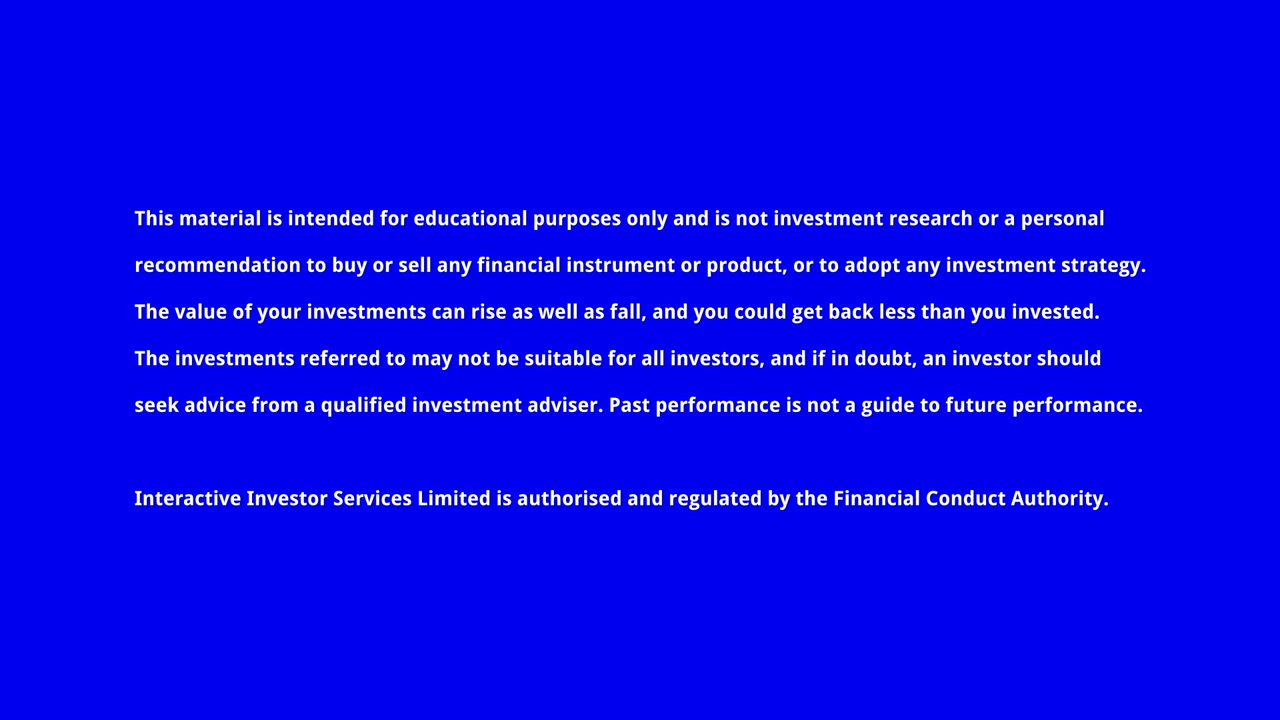 This material is intended for educational purposes only and is not investment research or a personal
recommendation to buy or sell any financial instrument or product, or to adopt any investment strategy.
The value of your investments can rise as well as fall, and you could get back less than you invested.
The investments referred to may not be suitable for all investors, and if in doubt, an investor should
seek advice from a qualified investment adviser. Past performance is not a guide to future performance.
Interactive Investor Services Limited is authorised and regulated by the Financial Conduct Authority.